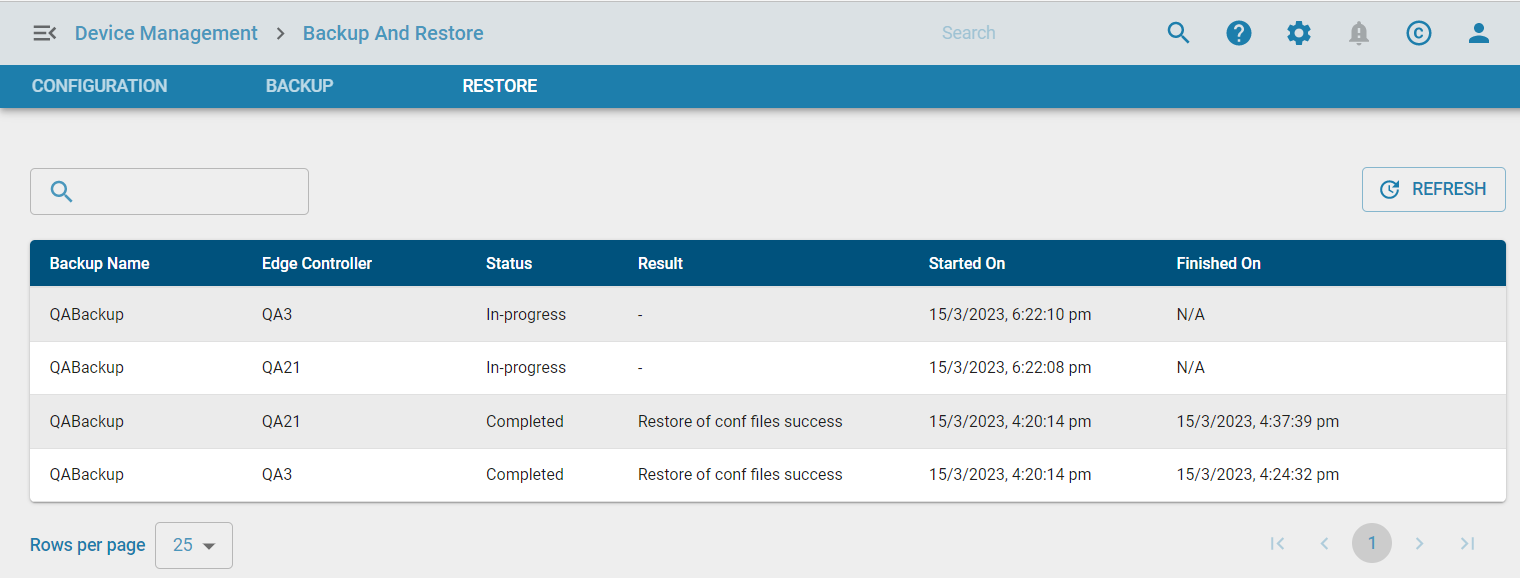 Device Management > Backup And Restore Search
CONFIGURATION BACKUP RESTORE
REFRESH
Backup Name Edge Controller Status Result Started On Finished On
QABackup QA3 In-progress - 15/3/2023, 6:22:10 pm N/A
QABackup QA21 In-progress - 15/3/2023, 6:22:08 pm N/A
QABackup QA21 Completed Restore of conf files success 15/3/2023, 4:20:14 pm 15/3/2023, 4:37:39 pm
QABackup QA3 Completed Restore of conf files success 15/3/2023, 4:20:14 pm 15/3/2023, 4:24:32 pm
Rows per page 25 1